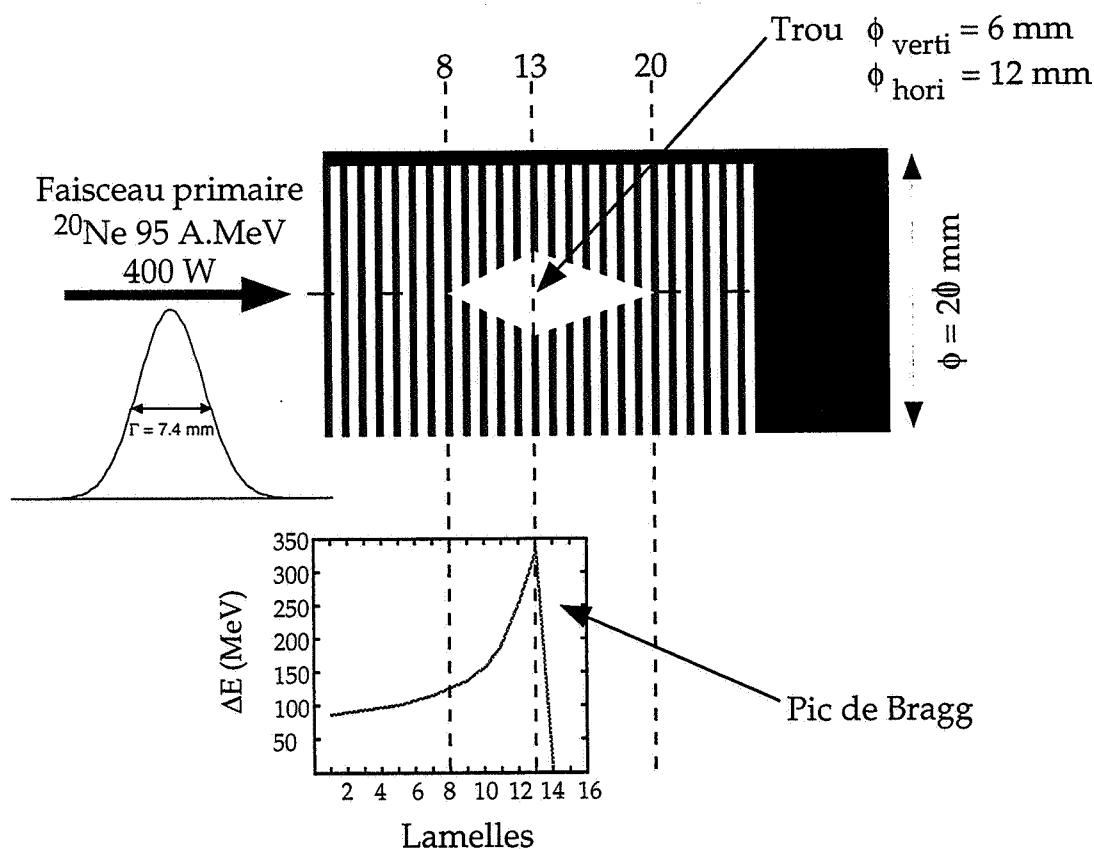 Trou ϕ verti = 6 mm
ϕ hori = 12 mm
8 13 20
Faisceau primaire
20Ne 95 A.MeV
400 W
Γ = 7.4 mm
ϕ = 20 mm
350
300
250
200
150
100
50
ΔE (MeV)
2 4 6 8 10 12 14 16
Lamelles
Pic de Bragg